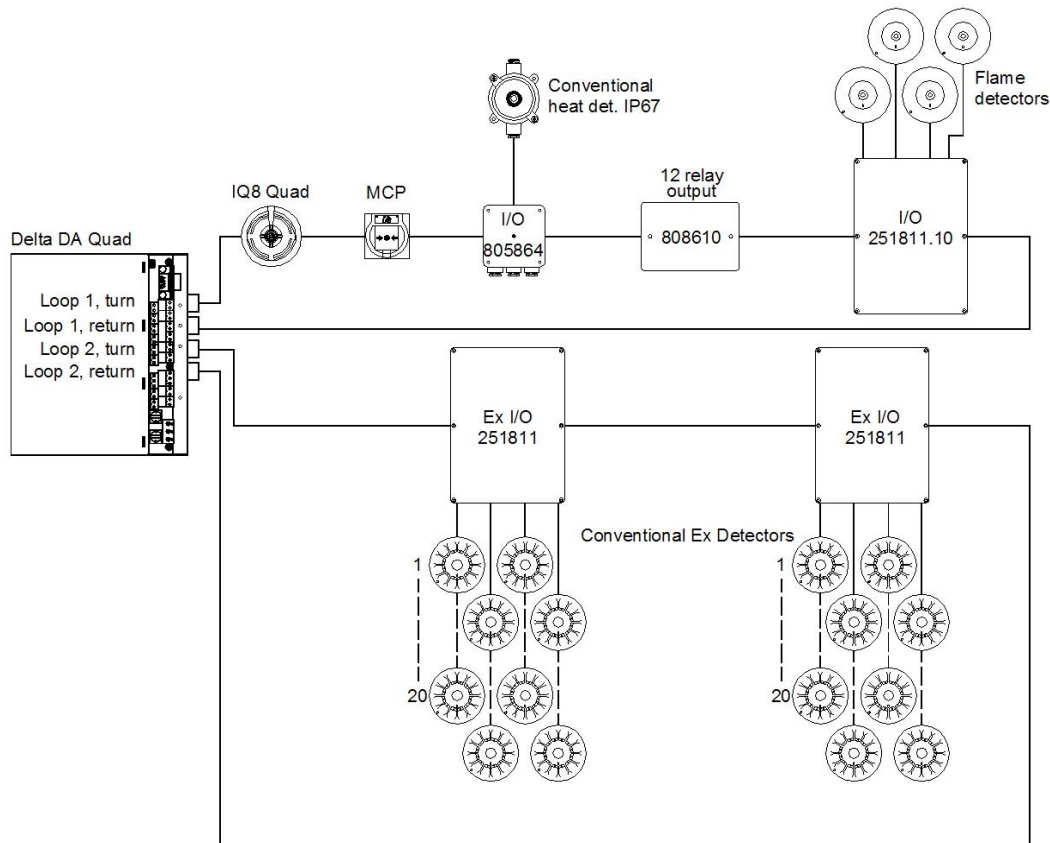 Conventional
heat det. IP67
Flame
detectors
IQ8 Quad
MCP
I/O
805864
12 relay
output
808610
I/O
251811.10
Delta DA Quad
Loop 1, turn
Loop 1, return
Loop 2, turn
Loop 2, return
Ex I/O
251811
Ex I/O
251811
Conventional Ex Detectors
1
20
1
20